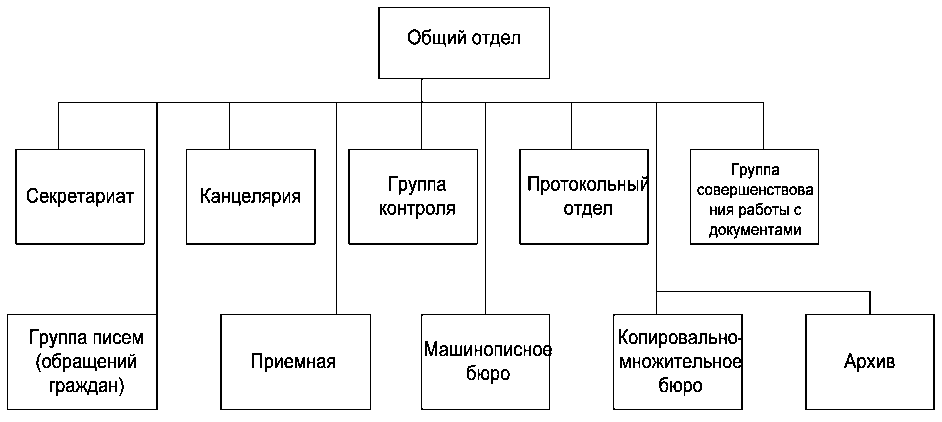 Общий отдел
Секретариат
Канцелярия
Группа
контроля
Протокольный
отдел
Группа
совершенствова
ния работы с
документами
Группа писем
(обращений
граждан)
Приемная
Машинописное
бюро
Копировально-
множительное
бюро
Архив